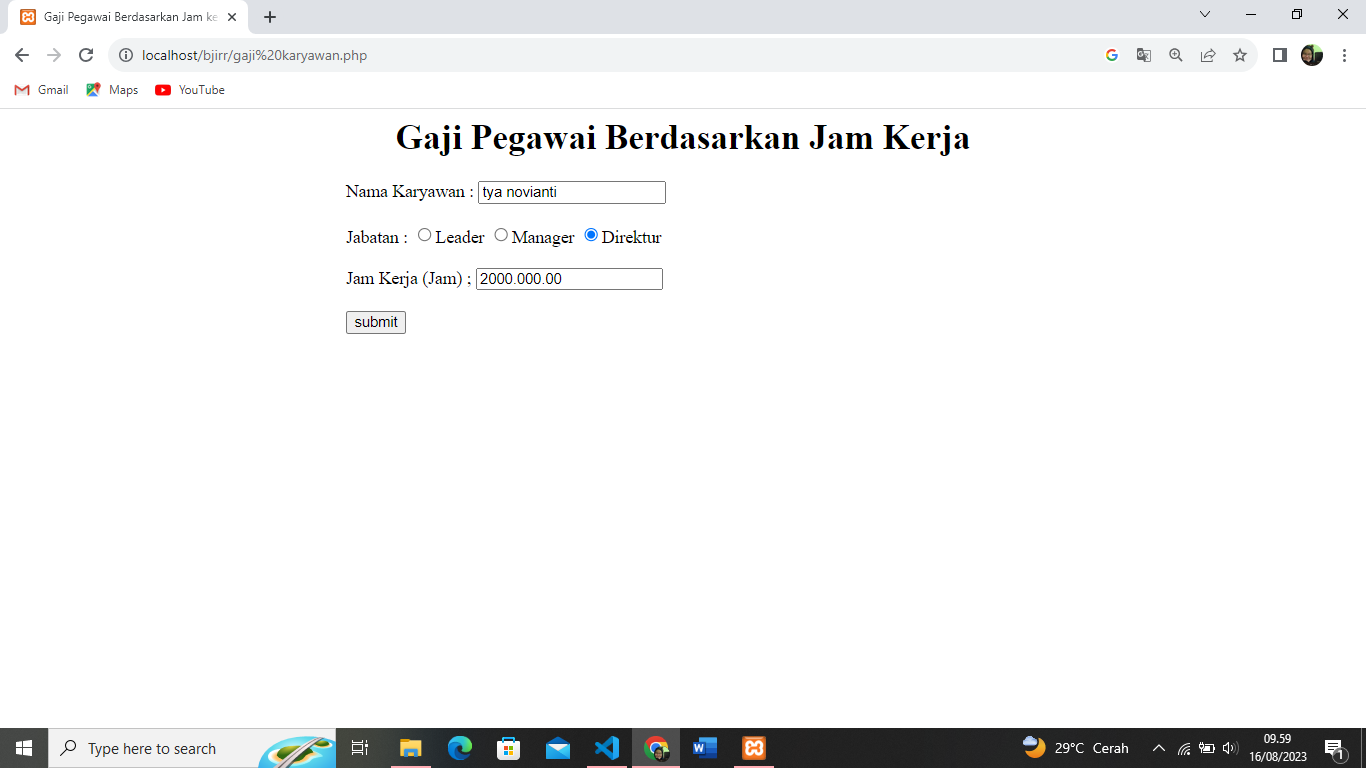 Gaji Pegawai Berdasarkan Jam ke
localhost/bjirr/gaji%20karyawan.php
Gmail Maps YouTube
Gaji Pegawai Berdasarkan Jam Kerja
Nama Karyawan : tya novianti
Jabatan : Leader Manager Direktur
Jam Kerja (Jam) ; 2000.000.00
submit
Type here to search
29°C Cerah
09.59
16/08/2023
1